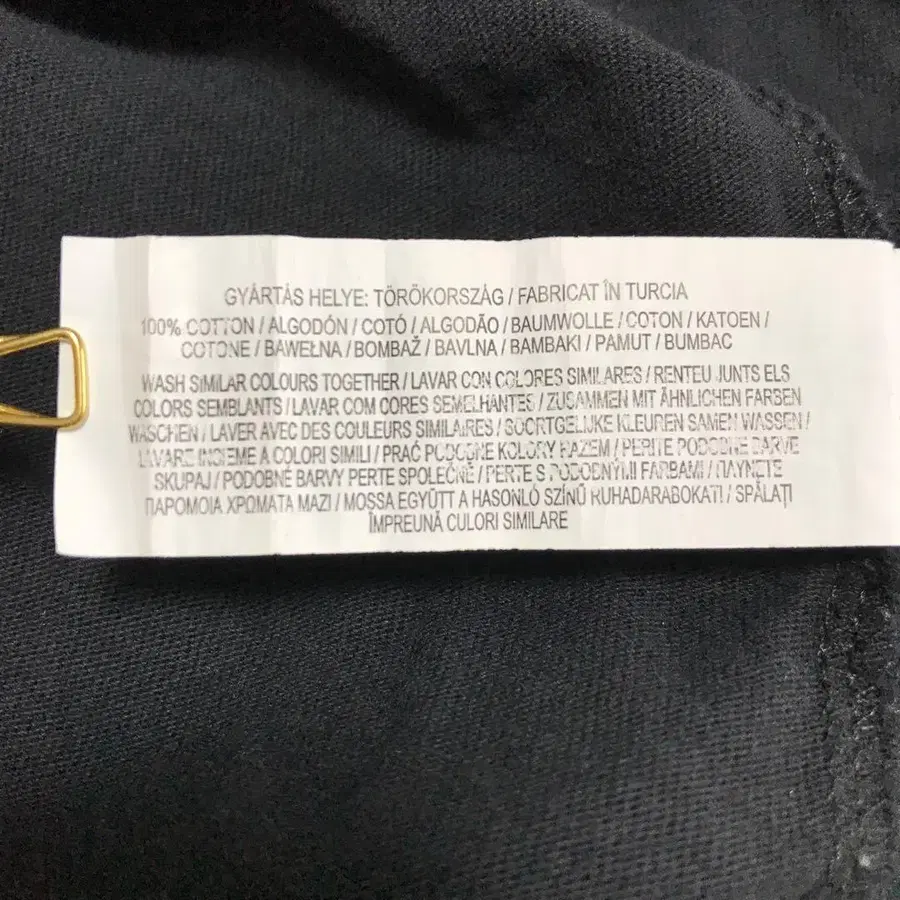 GYÁRTÁS HELYE: TÖRÖKORSZÁG / FABRICAT ÎN TURCIA
100% COTTON / ALGODÓN / COTÓ / ALGODÃO / BAUMWOLLE / COTON / KATOEN /
COTONE / BAWEŁNA / BOMBAŽ / BAVLNA / BAMBAKI / PAMUT / BUMBAC
WASH SIMILAR COLOURS TOGETHER / LAVAR CON COLORES SIMILARES / RENTEU JUNTS ELS
COLORS SEMBLANTS / LAVAR COM CORES SEMELHANTES / ZUSAMMEN MIT ÄHNLICHEN FARBEN
WASCHEN / LAVER AVEC DES COULEURS SIMILAIRES / SOORTGELIJKE KLEUREN SAMEN WASSEN /
LAVARE INSIEME A COLORI SIMILI / PRAĆ PODOBNE KOLORY RAZEM / PERITE PODOBNE BARVE
SKUPAJ / PODOBNÉ BARVY PERTE SPOLEČNĚ / PERTE S PODOBNÝMI FARBAMI / ΠΛΥΝΕΤΕ
ΠΑΡΟΜΟΙΑ ΧΡΩΜΑΤΑ ΜΑΖΙ / MOSSA EGYÜTT A HASONLÓ SZÍNŰ RUHADARABOKAT! / SPĂLAȚI
ÎMPREUNĂ CULORI SIMILARE